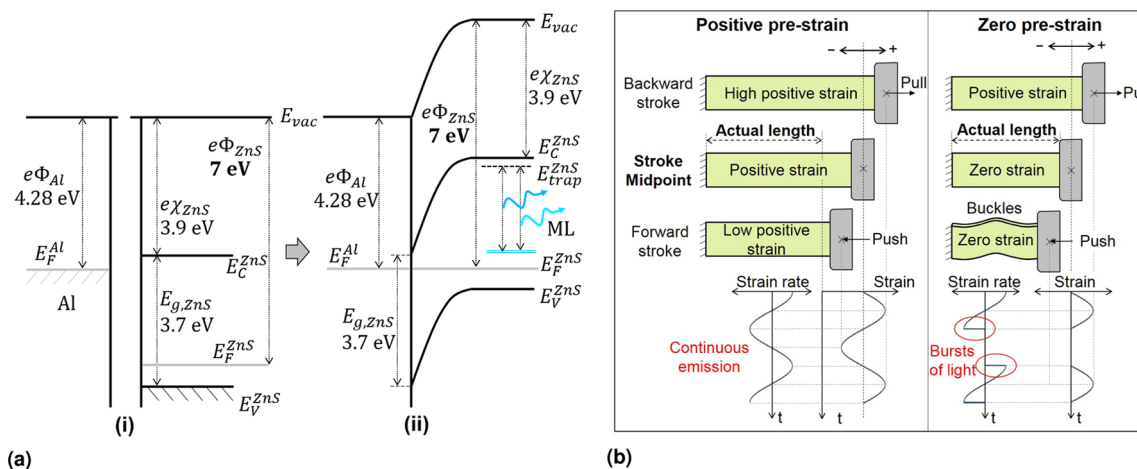 E_vac
eΦ_Al
4.28 eV
eΦ_ZnS
7 eV
eχ_ZnS
3.9 eV
E_F^Al
Al
E_C^ZnS
E_g,ZnS
3.7 eV
E_F^ZnS
E_V^ZnS
(i)
E_vac
eΦ_ZnS
7 eV
eχ_ZnS
3.9 eV
eΦ_Al
4.28 eV
E_C^ZnS
E_trap^ZnS
ML
E_F^Al
E_F^ZnS
E_g,ZnS
3.7 eV
E_V^ZnS
(ii)
(a)
Positive pre-strain
- +
Backward
stroke
High positive strain
Pull
Actual length
Stroke
Midpoint
Positive strain
Forward
stroke
Low positive
strain
Push
Strain rate
Strain
Continuous
emission
t
t
Zero pre-strain
- +
Positive strain
Pu
Actual length
Zero strain
Buckles
Zero strain
Push
Strain rate
Strain
Bursts
of light
t
t
(b)